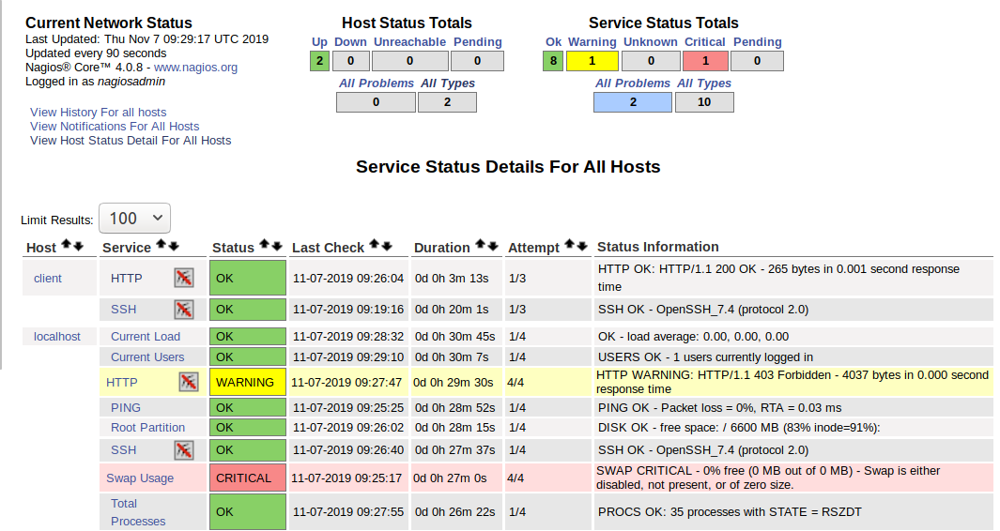 Current Network Status
Last Updated: Thu Nov 7 09:29:17 UTC 2019
Updated every 90 seconds
Nagios® Core™ 4.0.8 - www.nagios.org
Logged in as nagiosadmin
View History For all hosts
View Notifications For All Hosts
View Host Status Detail For All Hosts
Host Status Totals
Up Down Unreachable Pending
2 0 0 0
All Problems All Types
0 2
Service Status Totals
Ok Warning Unknown Critical Pending
8 1 0 1 0
All Problems All Types
2 10
Service Status Details For All Hosts
Limit Results: 100
Host Service Status Last Check Duration Attempt Status Information
client HTTP OK 11-07-2019 09:26:04 0d 0h 3m 13s 1/3 HTTP OK: HTTP/1.1 200 OK - 265 bytes in 0.001 second response
time
SSH OK 11-07-2019 09:19:16 0d 0h 20m 1s 1/3 SSH OK - OpenSSH_7.4 (protocol 2.0)
localhost Current Load OK 11-07-2019 09:28:32 0d 0h 30m 45s 1/4 OK - load average: 0.00, 0.00, 0.00
Current Users OK 11-07-2019 09:29:10 0d 0h 30m 7s 1/4 USERS OK - 1 users currently logged in
HTTP WARNING 11-07-2019 09:27:47 0d 0h 29m 30s 4/4 HTTP WARNING: HTTP/1.1 403 Forbidden - 4037 bytes in 0.000 second
response time
PING OK 11-07-2019 09:25:25 0d 0h 28m 52s 1/4 PING OK - Packet loss = 0%, RTA = 0.03 ms
Root Partition OK 11-07-2019 09:26:02 0d 0h 28m 15s 1/4 DISK OK - free space: / 6600 MB (83% inode=91%):
SSH OK 11-07-2019 09:26:40 0d 0h 27m 37s 1/4 SSH OK - OpenSSH_7.4 (protocol 2.0)
Swap Usage CRITICAL 11-07-2019 09:25:17 0d 0h 27m 0s 4/4 SWAP CRITICAL - 0% free (0 MB out of 0 MB) - Swap is either
disabled, not present, or of zero size.
Total
Processes OK 11-07-2019 09:27:55 0d 0h 26m 22s 1/4 PROCS OK: 35 processes with STATE = RSZDT